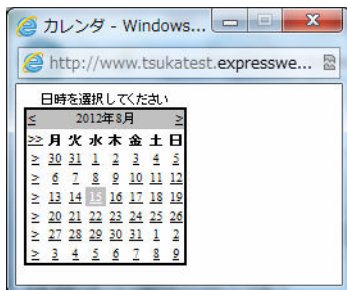 カレンダ - Windows...
http://www.tsukatest.expresswe...
日時を選択してください
< 2012年8月 >
>> 月 火 水 木 金 土 日
> 30 31 1 2 3 4 5
> 6 7 8 9 10 11 12
> 13 14 15 16 17 18 19
> 20 21 22 23 24 25 26
> 27 28 29 30 31 1 2
> 3 4 5 6 7 8 9